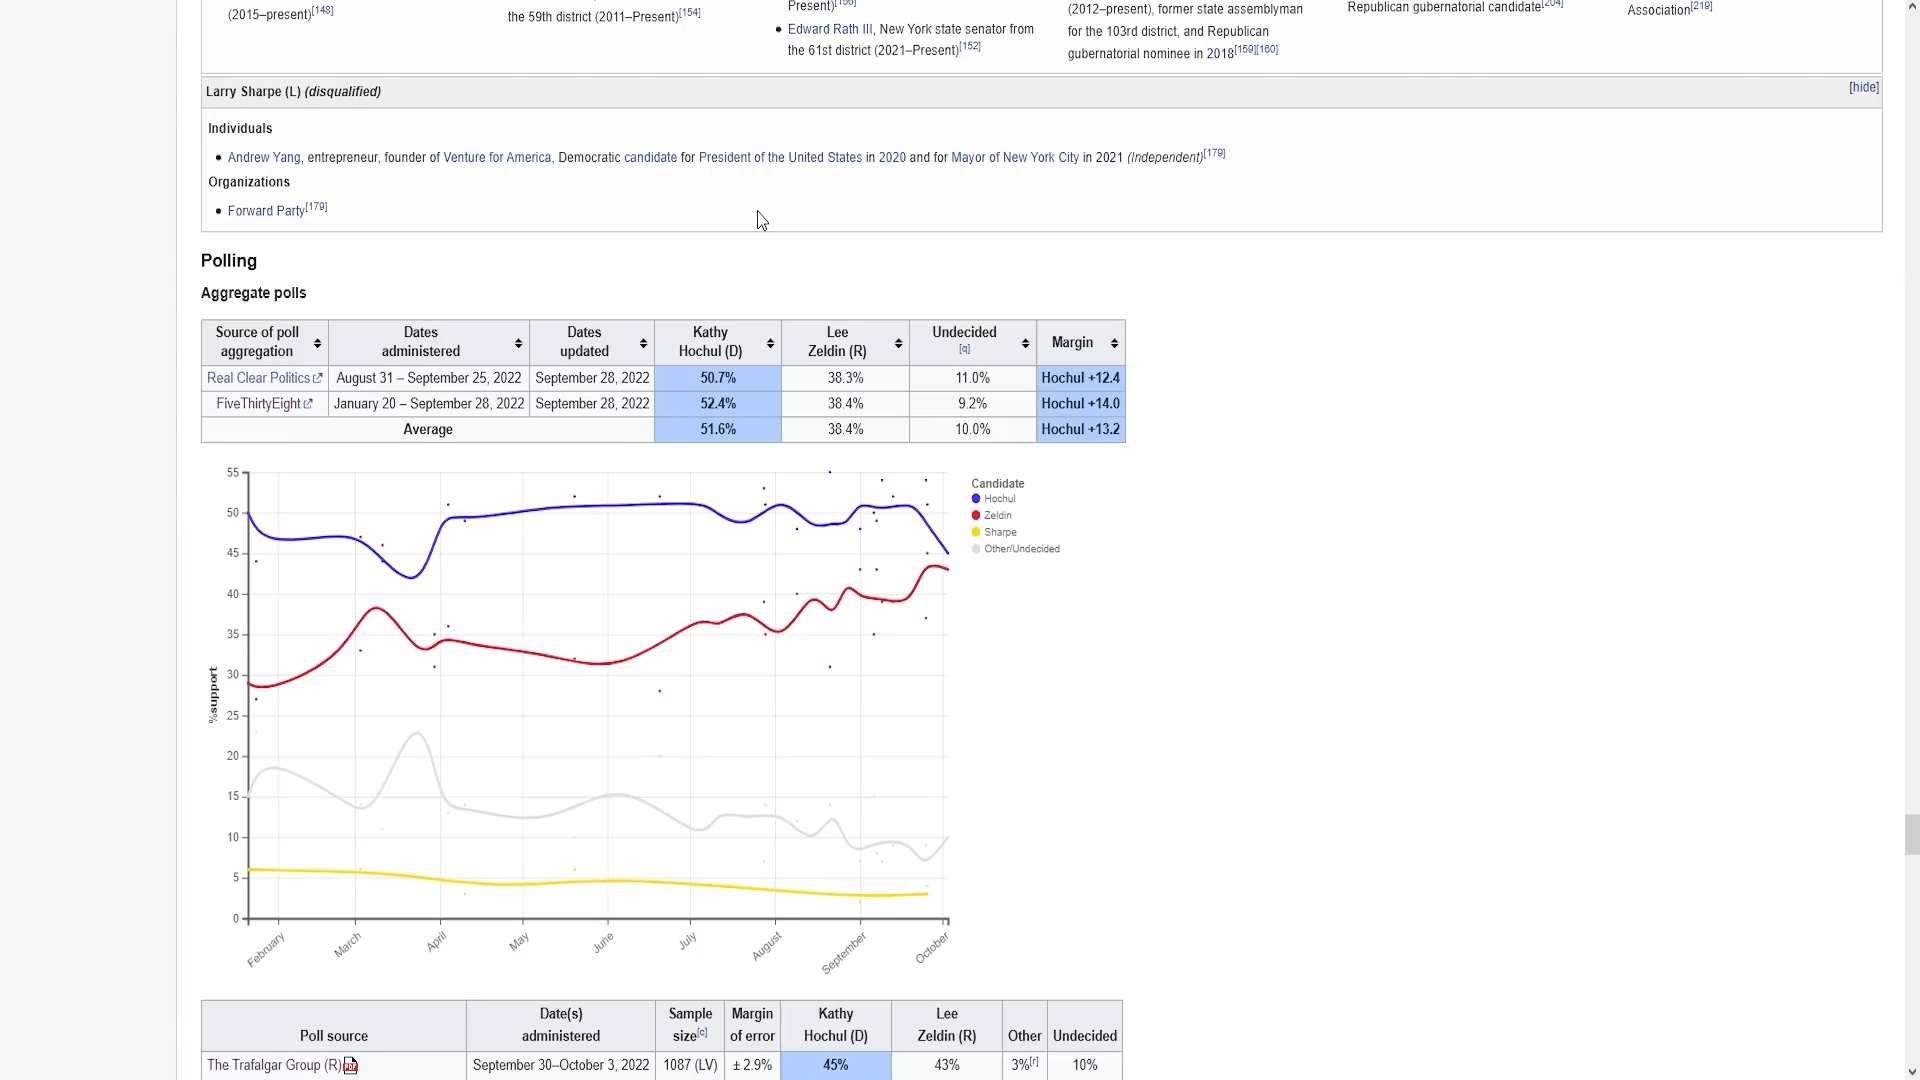 (2015–present)[148]
the 59th district (2011–Present)[154]
Present)[156]
• Edward Rath III, New York state senator from
the 61st district (2021–Present)[152]
(2012–present), former state assemblyman
for the 103rd district, and Republican
gubernatorial nominee in 2018[159][160]
Republican gubernatorial candidate[204]
Association[219]
Larry Sharpe (L) (disqualified)
[hide]
Individuals
• Andrew Yang, entrepreneur, founder of Venture for America, Democratic candidate for President of the United States in 2020 and for Mayor of New York City in 2021 (Independent)[179]
Organizations
• Forward Party[179]
Polling
Aggregate polls
Source of poll aggregation Dates administered Dates updated Kathy Hochul (D) Lee Zeldin (R) Undecided [q] Margin
Real Clear Politics August 31 – September 25, 2022 September 28, 2022 50.7% 38.3% 11.0% Hochul +12.4
FiveThirtyEight January 20 – September 28, 2022 September 28, 2022 52.4% 38.4% 9.2% Hochul +14.0
Average 51.6% 38.4% 10.0% Hochul +13.2
55
50
45
40
35
30
25
20
15
10
5
0
%support
February March April May June July August September October
Candidate
Hochul
Zeldin
Sharpe
Other/Undecided
Poll source Date(s) administered Sample size[c] Margin of error Kathy Hochul (D) Lee Zeldin (R) Other Undecided
The Trafalgar Group (R) September 30–October 3, 2022 1087 (LV) ± 2.9% 45% 43% 3%[r] 10%